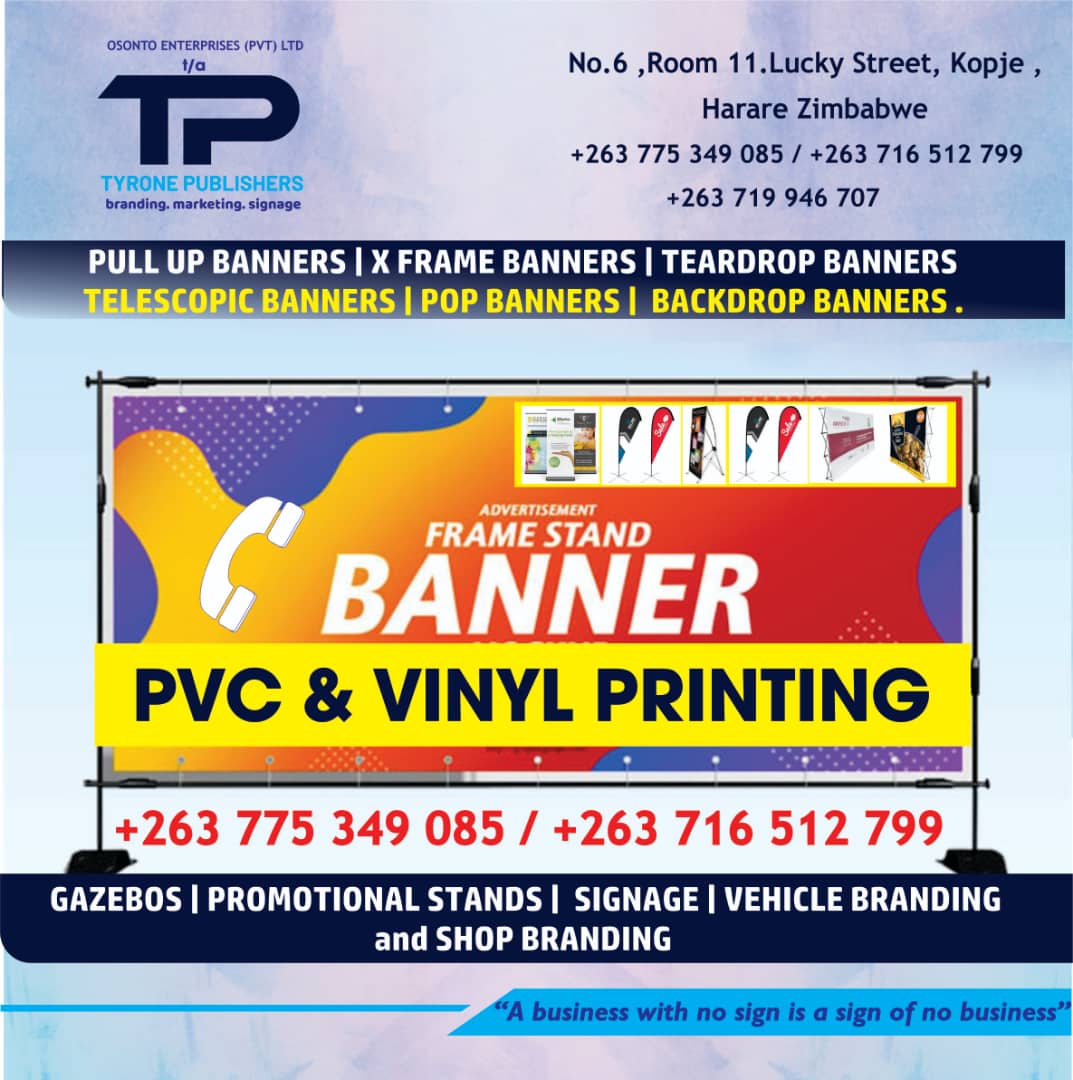 OSONTO ENTERPRISES (PVT) LTD
t/a
TP
TYRONE PUBLISHERS
branding. marketing. signage
No.6 ,Room 11.Lucky Street, Kopje ,
Harare Zimbabwe
+263 775 349 085 / +263 716 512 799
+263 719 946 707
PULL UP BANNERS | X FRAME BANNERS | TEARDROP BANNERS
TELESCOPIC BANNERS | POP BANNERS | BACKDROP BANNERS .
Sale
Sale
ADVERTISEMENT
FRAME STAND
BANNER
PVC & VINYL PRINTING
+263 775 349 085 / +263 716 512 799
GAZEBOS | PROMOTIONAL STANDS | SIGNAGE | VEHICLE BRANDING
and SHOP BRANDING
“A business with no sign is a sign of no business”